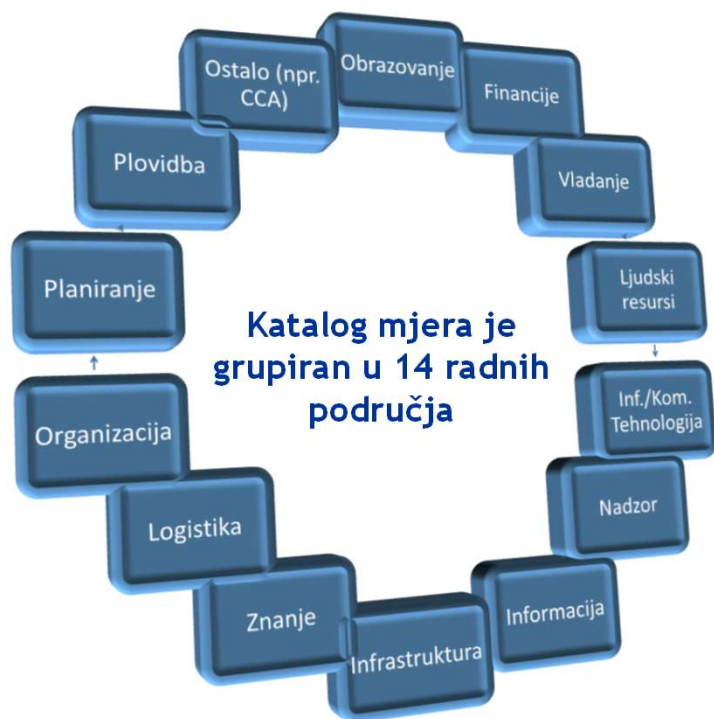 Obrazovanje
Financije
Vladanje
Ljudski
resursi
Inf./Kom.
Tehnologija
Nadzor
Informacija
Infrastruktura
Znanje
Logistika
Organizacija
Planiranje
Plovidba
Ostalo (npr.
CCA)
Katalog mjera je
grupiran u 14 radnih
područja